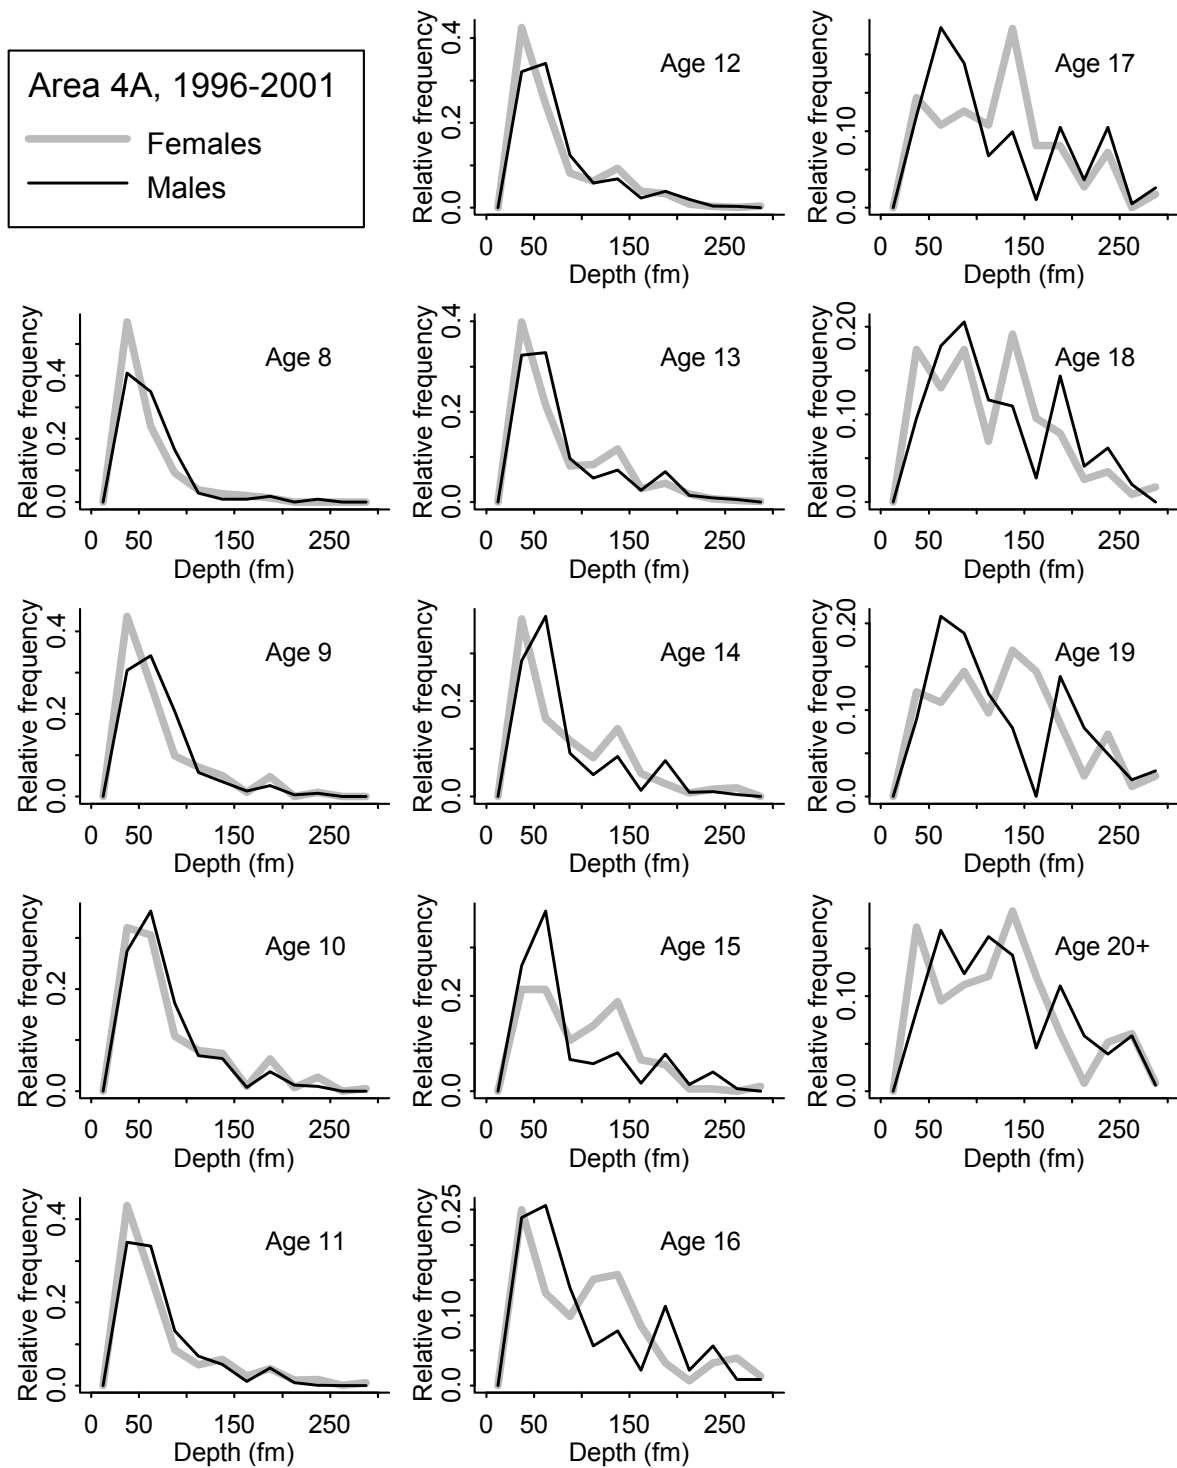 Area 4A, 1996-2001
Females
Males
Relative frequency
0.0 0.2 0.4
Age 12
0 50 150 250
Depth (fm)
Relative frequency
0.0 0.10
Age 17
0 50 150 250
Depth (fm)
Relative frequency
0.0 0.2 0.4
Age 8
0 50 150 250
Depth (fm)
Relative frequency
0.0 0.2 0.4
Age 13
0 50 150 250
Depth (fm)
Relative frequency
0.0 0.10 0.20
Age 18
0 50 150 250
Depth (fm)
Relative frequency
0.0 0.2 0.4
Age 9
0 50 150 250
Depth (fm)
Relative frequency
0.0 0.2
Age 14
0 50 150 250
Depth (fm)
Relative frequency
0.0 0.10 0.20
Age 19
0 50 150 250
Depth (fm)
Relative frequency
0.0 0.2
Age 10
0 50 150 250
Depth (fm)
Relative frequency
0.0 0.2
Age 15
0 50 150 250
Depth (fm)
Relative frequency
0.0 0.10
Age 20+
0 50 150 250
Depth (fm)
Relative frequency
0.0 0.2 0.4
Age 11
0 50 150 250
Depth (fm)
Relative frequency
0.0 0.10 0.25
Age 16
0 50 150 250
Depth (fm)